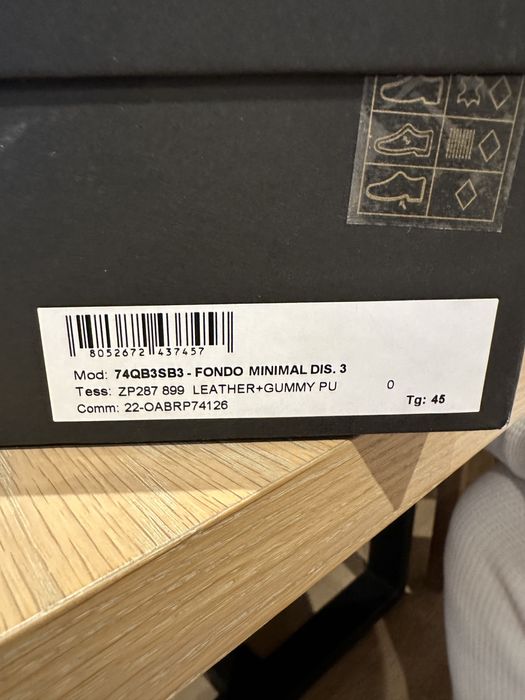 8052672 437457
Mod: 74QB3SB3 - FONDO MINIMAL DIS. 3
Tess: ZP287 899 LEATHER+GUMMY PU 0
Comm: 22-OABRP74126 Tg: 45